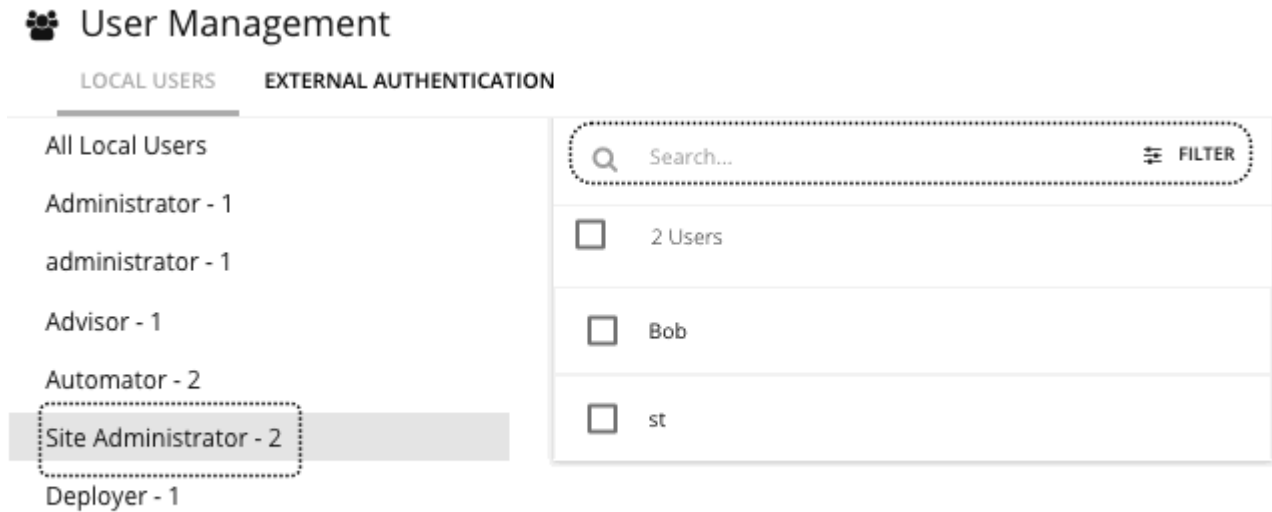 User Management
LOCAL USERS EXTERNAL AUTHENTICATION
All Local Users
Administrator - 1
administrator - 1
Advisor - 1
Automator - 2
Site Administrator - 2
Deployer - 1
Search... FILTER
2 Users
Bob
st